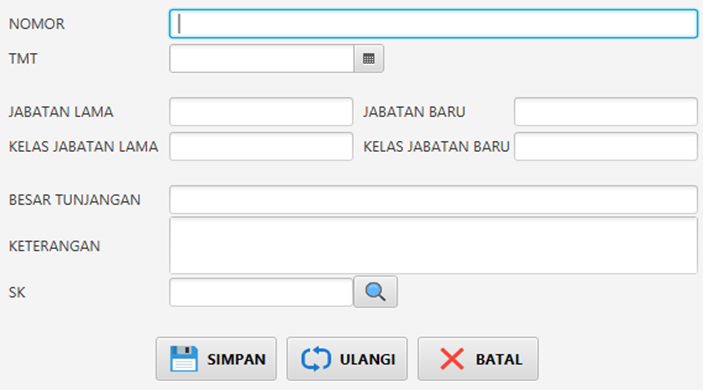 NOMOR
TMT
JABATAN LAMA JABATAN BARU
KELAS JABATAN LAMA KELAS JABATAN BARU
BESAR TUNJANGAN
KETERANGAN
SK
SIMPAN ULANGI BATAL